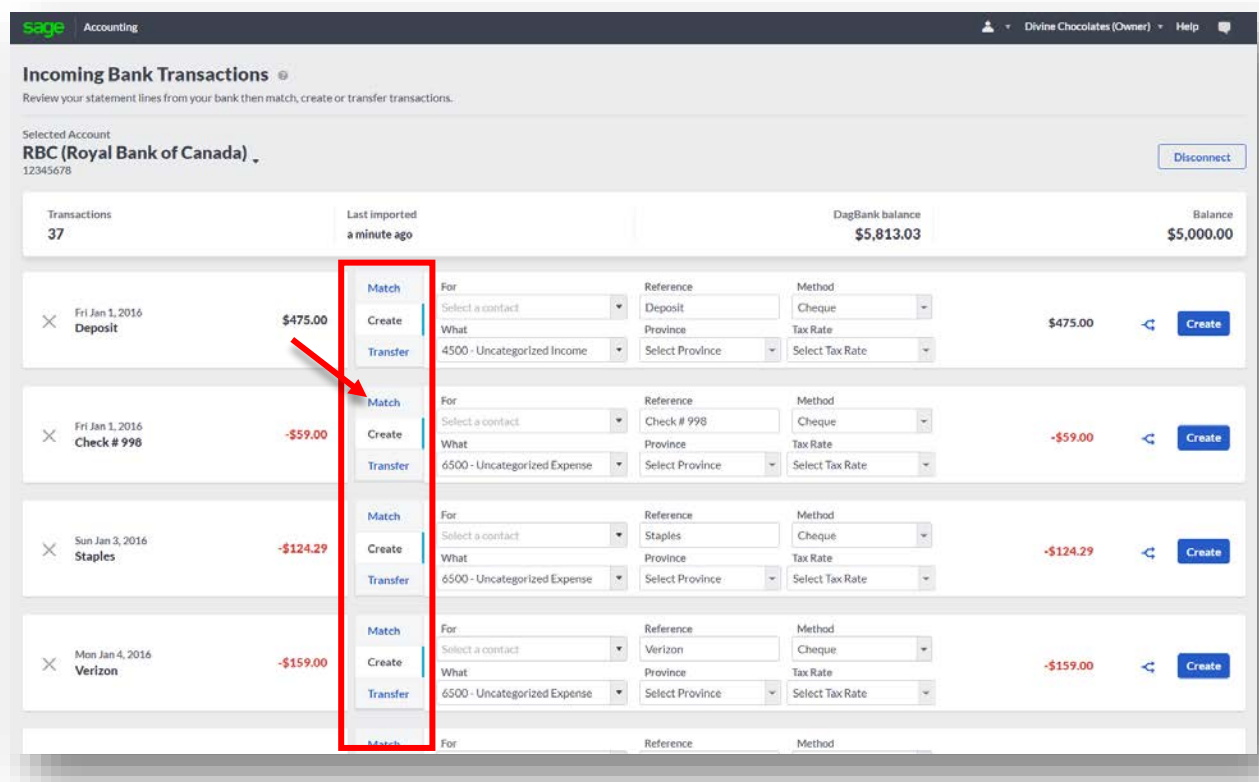 sage Accounting Divine Chocolates (Owner) Help
Incoming Bank Transactions
Review your statement lines from your bank then match, create or transfer transactions.
Selected Account
RBC (Royal Bank of Canada)
12345678
Disconnect
Transactions Last imported DagBank balance Balance
37 a minute ago $5,813.03 $5,000.00
Match For Reference Method
Fri Jan 1, 2016 Select a contact Deposit Cheque
Deposit $475.00 Create What Province Tax Rate $475.00 Create
Transfer 4500 - Uncategorized Income Select Province Select Tax Rate
Match For Reference Method
Fri Jan 1, 2016 Select a contact Check # 998 Cheque
Check # 998 -$59.00 Create What Province Tax Rate -$59.00 Create
Transfer 6500 - Uncategorized Expense Select Province Select Tax Rate
Match For Reference Method
Sun Jan 3, 2016 Select a contact Staples Cheque
Staples -$124.29 Create What Province Tax Rate -$124.29 Create
Transfer 6500 - Uncategorized Expense Select Province Select Tax Rate
Match For Reference Method
Mon Jan 4, 2016 Select a contact Verizon Cheque
Verizon -$159.00 Create What Province Tax Rate -$159.00 Create
Transfer 6500 - Uncategorized Expense Select Province Select Tax Rate
Match For Reference Method